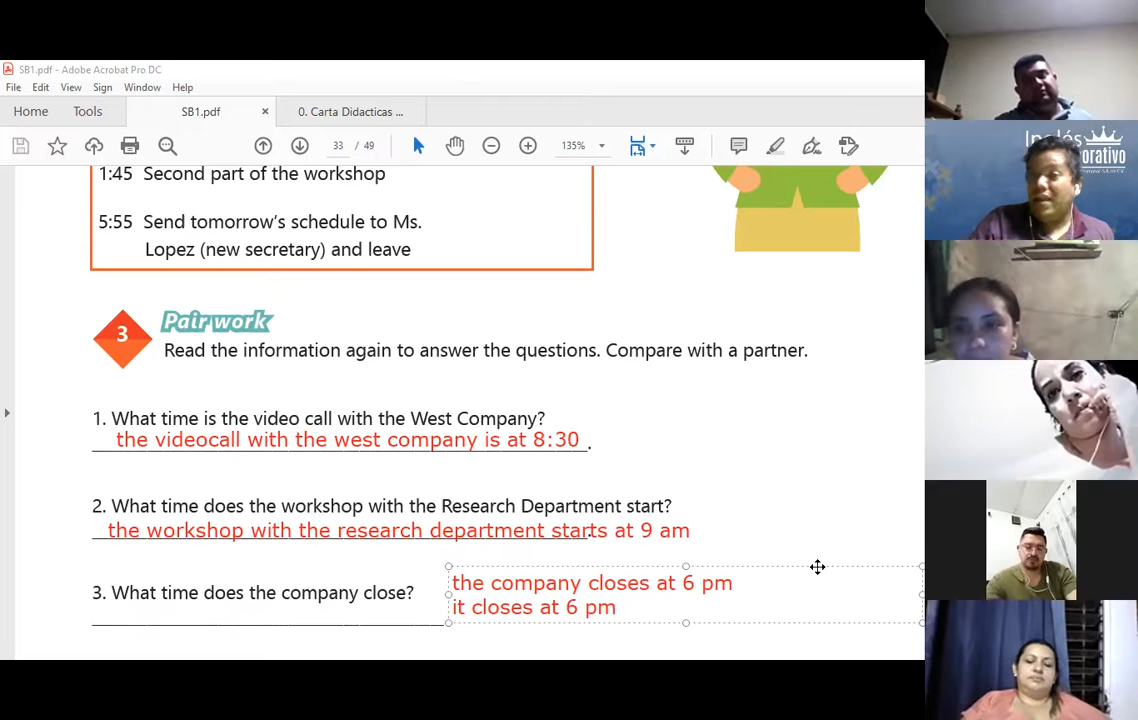 SB1.pdf - Adobe Acrobat Pro DC
File Edit View Sign Window Help
Home Tools SB1.pdf × 0. Carta Didacticas ...
33 / 49 135%
1:45 Second part of the workshop
5:55 Send tomorrow's schedule to Ms.
Lopez (new secretary) and leave
3 Pair work
Read the information again to answer the questions. Compare with a partner.
1. What time is the video call with the West Company?
the videocall with the west company is at 8:30 .
2. What time does the workshop with the Research Department start?
the workshop with the research department starts at 9 am
3. What time does the company close?
the company closes at 6 pm
it closes at 6 pm
Inglés